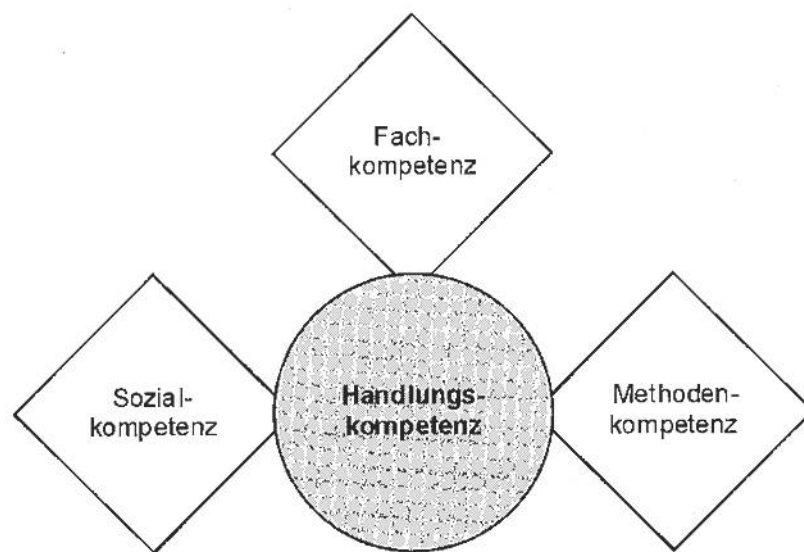 Fach-
kompetenz
Sozial-
kompetenz
Handlungs-
kompetenz
Methoden-
kompetenz